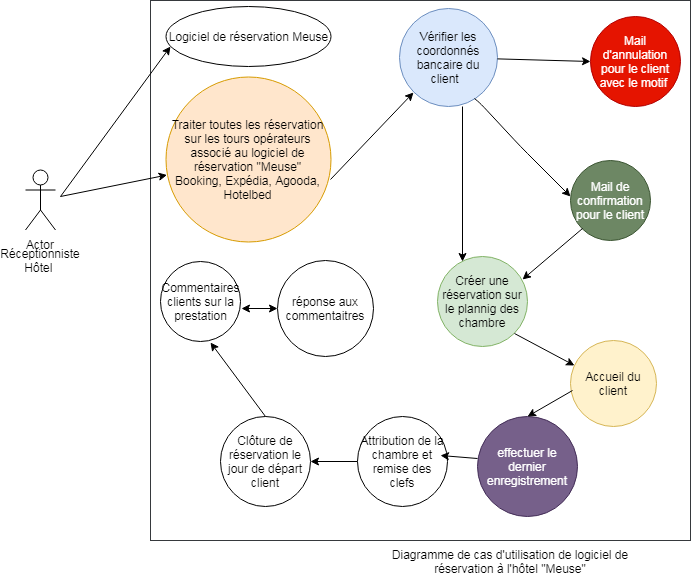 Logiciel de réservation Meuse
Vérifier les
coordonnés
bancaire du
client
Mail
d'annulation
pour le client
avec le motif
Traiter toutes les réservation
sur les tours opérateurs
associé au logiciel de
réservation "Meuse"
Booking, Expédia, Agooda,
Hotelbed
Mail de
confirmation
pour le client
Actor
Réceptionniste
Hôtel
Commentaires
clients sur la
prestation
réponse aux
commentaitres
Créer une
réservation sur
le plannig des
chambre
Accueil du
client
Clôture de
réservation le
jour de départ
client
Attribution de la
chambre et
remise des
clefs
effectuer le
dernier
enregistrement
Diagramme de cas d'utilisation de logiciel de
réservation à l'hôtel "Meuse"